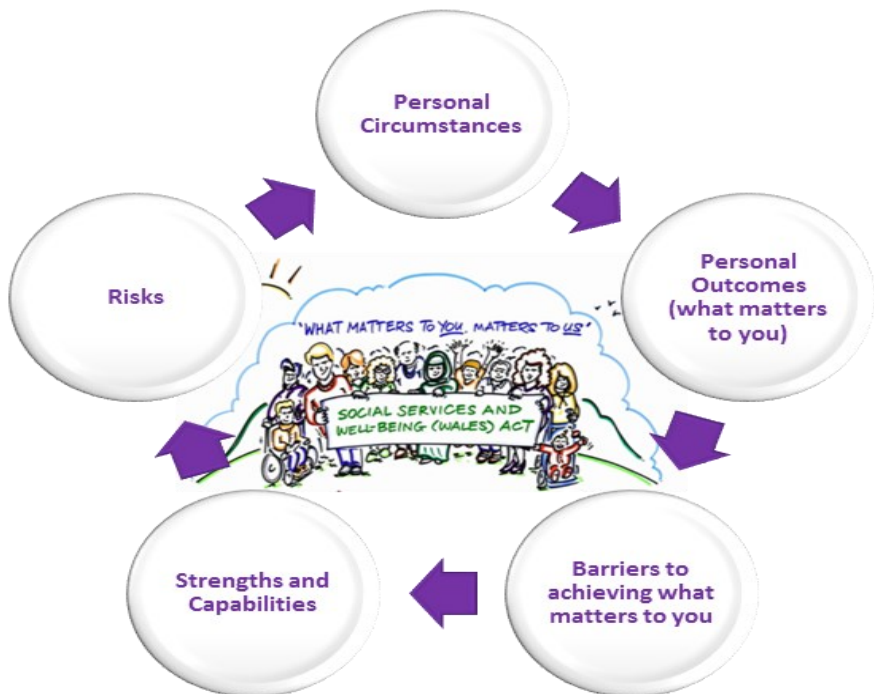 Personal
Circumstances
Personal
Outcomes
(what matters
to you)
Barriers to
achieving what
matters to you
Strengths and
Capabilities
Risks
"WHAT MATTERS TO YOU, MATTERS TO US"
SOCIAL SERVICES AND
WELL-BEING (WALES) ACT